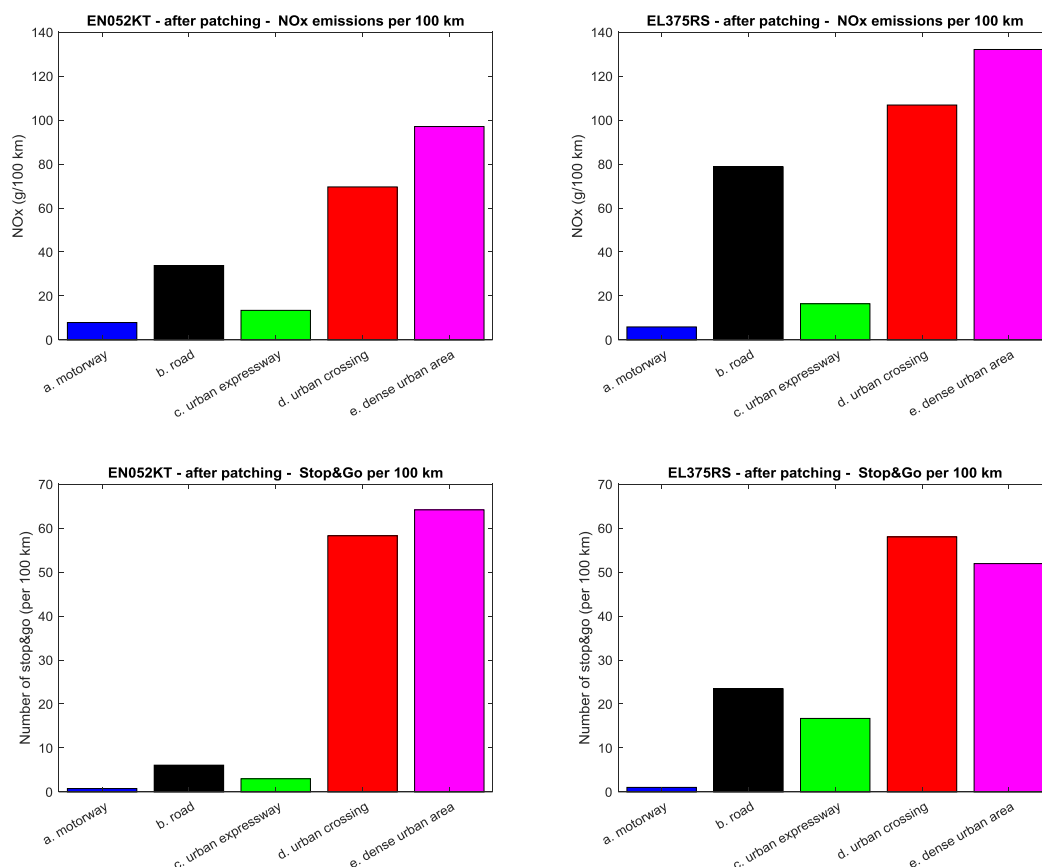 EN052KT - after patching -  NOx emissions per 100 km
NOx (g/100 km)
140
120
100
80
60
40
20
0
a. motorway
b. road
c. urban expressway
d. urban crossing
e. dense urban area
EL375RS - after patching -  NOx emissions per 100 km
NOx (g/100 km)
140
120
100
80
60
40
20
0
a. motorway
b. road
c. urban expressway
d. urban crossing
e. dense urban area
EN052KT - after patching -  Stop&Go per 100 km
Number of stop&go (per 100 km)
70
60
50
40
30
20
10
0
a. motorway
b. road
c. urban expressway
d. urban crossing
e. dense urban area
EL375RS - after patching -  Stop&Go per 100 km
Number of stop&go (per 100 km)
70
60
50
40
30
20
10
0
a. motorway
b. road
c. urban expressway
d. urban crossing
e. dense urban area